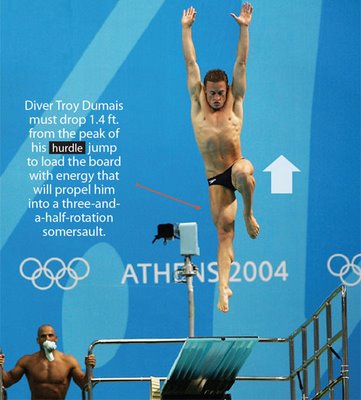 Diver Troy Dumais
must drop 1.4 ft.
from the peak of
his hurdle jump
to load the board
with energy that
will propel him
into a three-and-
a-half-rotation
somersault.
ATHENS 2004